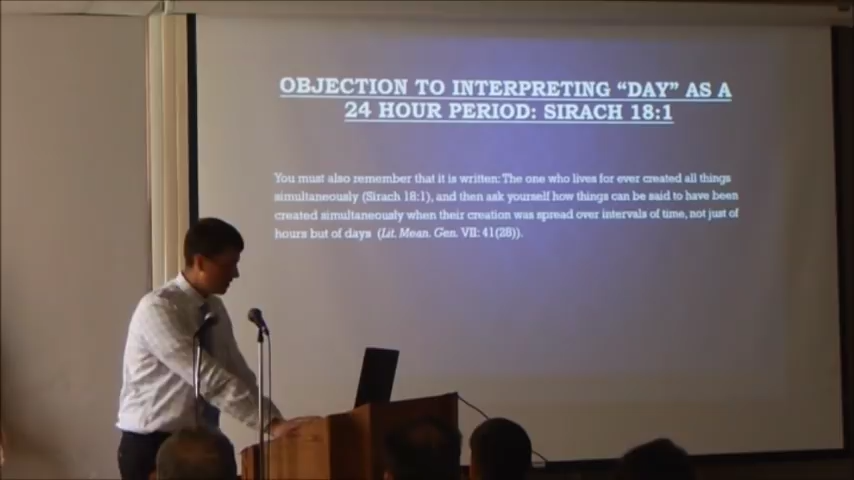 OBJECTION TO INTERPRETING “DAY” AS A
24 HOUR PERIOD: SIRACH 18:1
You must also remember that it is written: The one who lives for ever created all things
simultaneously (Sirach 18:1), and then ask yourself how things can be said to have been
created simultaneously when their creation was spread over intervals of time, not just of
hours but of days (Lit. Mean. Gen. VII: 41(28)).